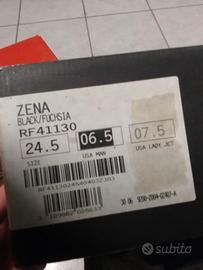 ZENA
BLACK/FUCHSIA
RF41130
24.5 06.5 07.5
SIZE USA MAN USA LADY JCT
subito